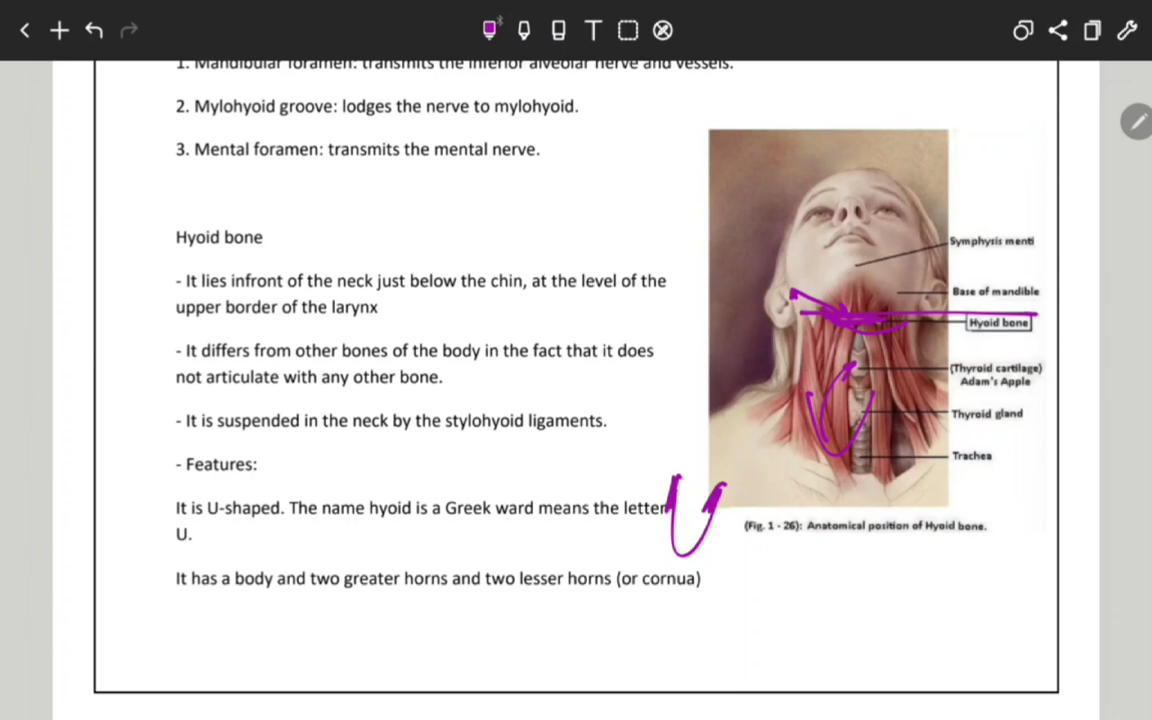 1. Mandibular foramen: transmits the inferior alveolar nerve and vessels.
2. Mylohyoid groove: lodges the nerve to mylohyoid.
3. Mental foramen: transmits the mental nerve.
Hyoid bone
- It lies infront of the neck just below the chin, at the level of the
upper border of the larynx
- It differs from other bones of the body in the fact that it does
not articulate with any other bone.
- It is suspended in the neck by the stylohyoid ligaments.
- Features:
It is U-shaped. The name hyoid is a Greek ward means the letter
U.
It has a body and two greater horns and two lesser horns (or cornua)
Symphysis menti
Base of mandible
Hyoid bone
(Thyroid cartilage)
Adam's Apple
Thyroid gland
Trachea
(Fig. 1 - 26): Anatomical position of Hyoid bone.
U